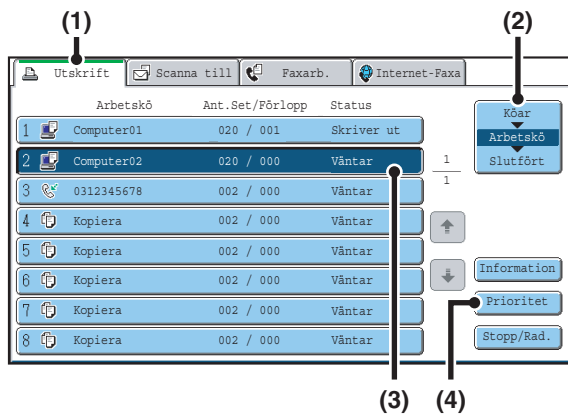 (1)
(2)
Utskrift
Scanna till
Faxarb.
Internet-Faxa
Arbetskö
Ant.Set/Förlopp
Status
Köar
Arbetskö
Slutfört
1 Computer01 020 / 001 Skriver ut
2 Computer02 020 / 000 Väntar
1
1
3 0312345678 002 / 000 Väntar
4 Kopiera 002 / 000 Väntar
5 Kopiera 002 / 000 Väntar
6 Kopiera 002 / 000 Väntar
Information
7 Kopiera 002 / 000 Väntar
Prioritet
8 Kopiera 002 / 000 Väntar
Stopp/Rad.
(3)
(4)